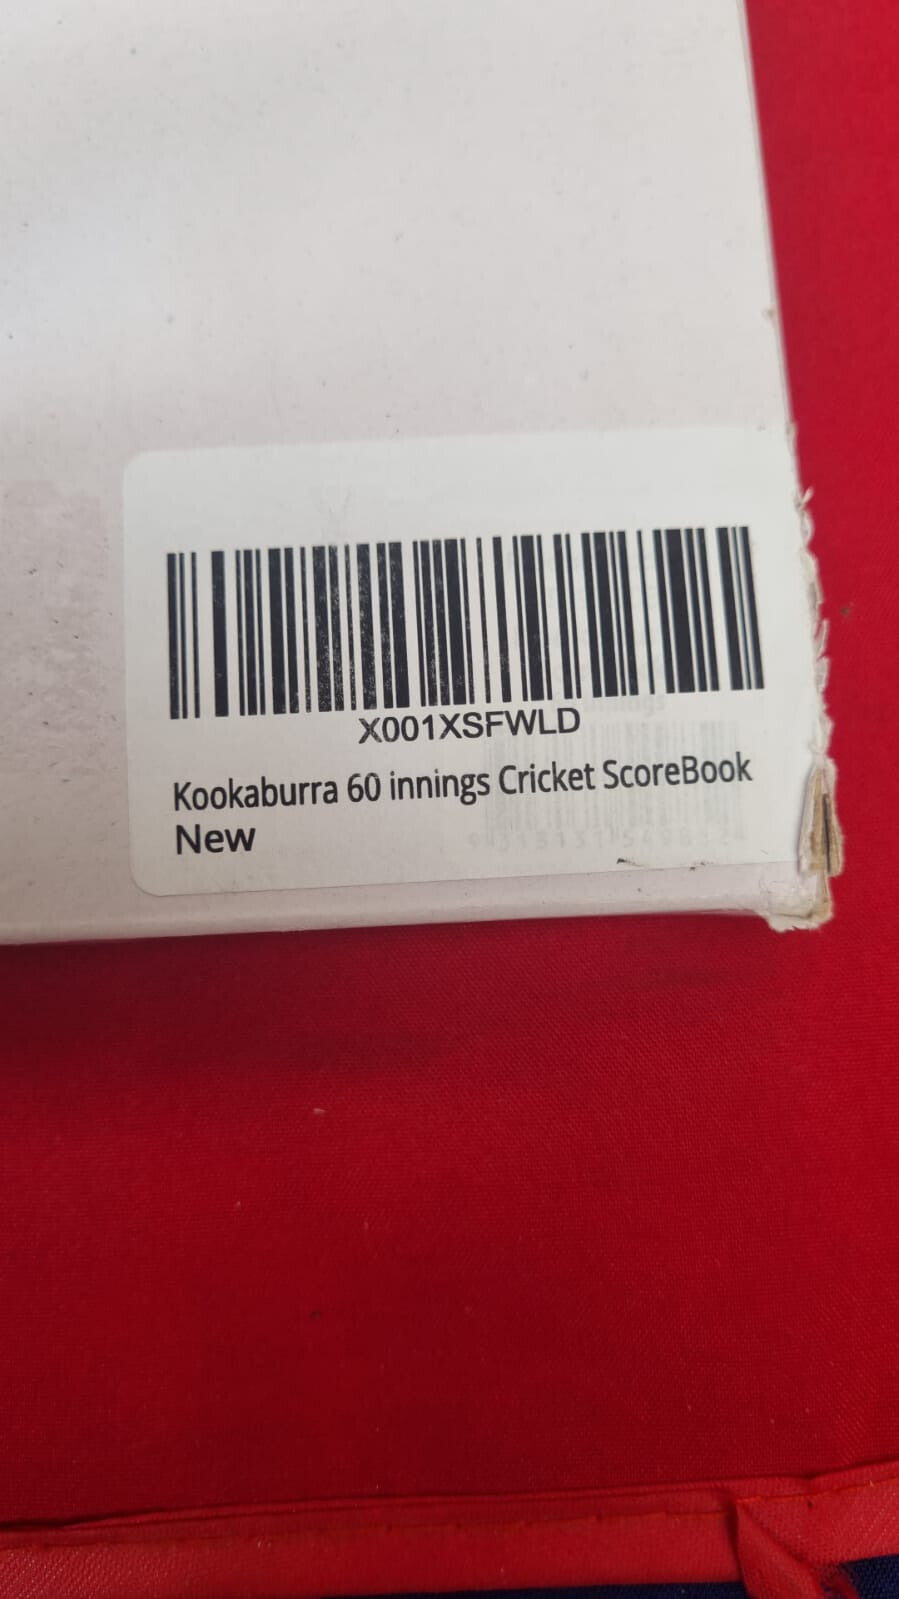 X001XSFWLD
Kookaburra 60 innings Cricket ScoreBook
New